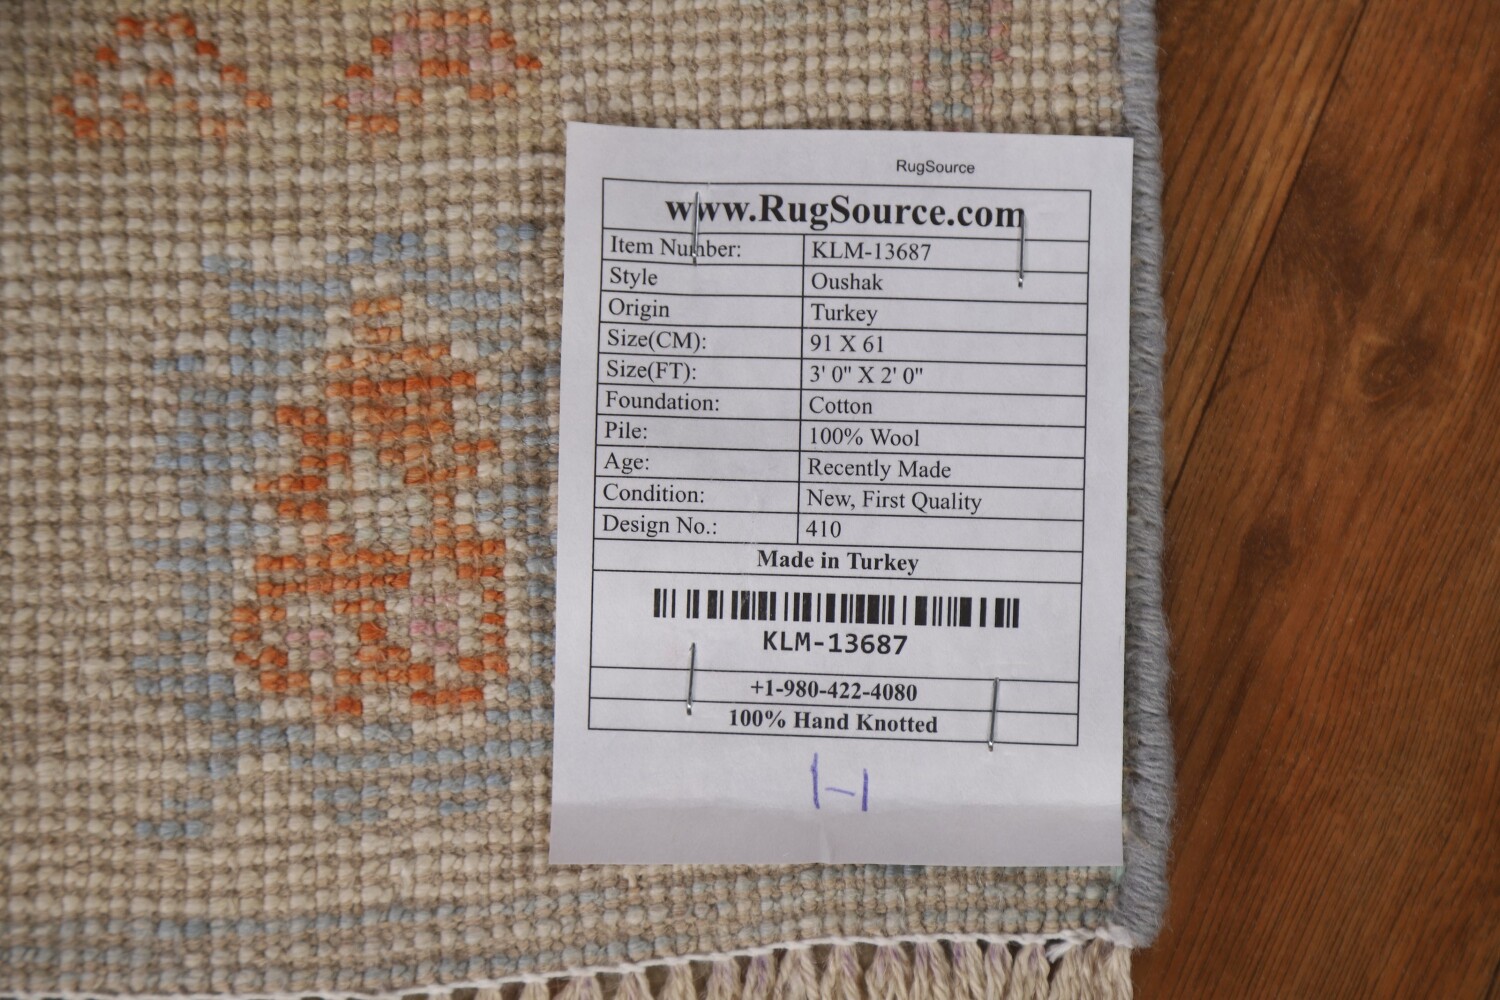 RugSource
www.RugSource.com
Item Number: KLM-13687
Style Oushak
Origin Turkey
Size(CM): 91 X 61
Size(FT): 3' 0" X 2' 0"
Foundation: Cotton
Pile: 100% Wool
Age: Recently Made
Condition: New, First Quality
Design No.: 410
Made in Turkey
KLM-13687
+1-980-422-4080
100% Hand Knotted
1-1